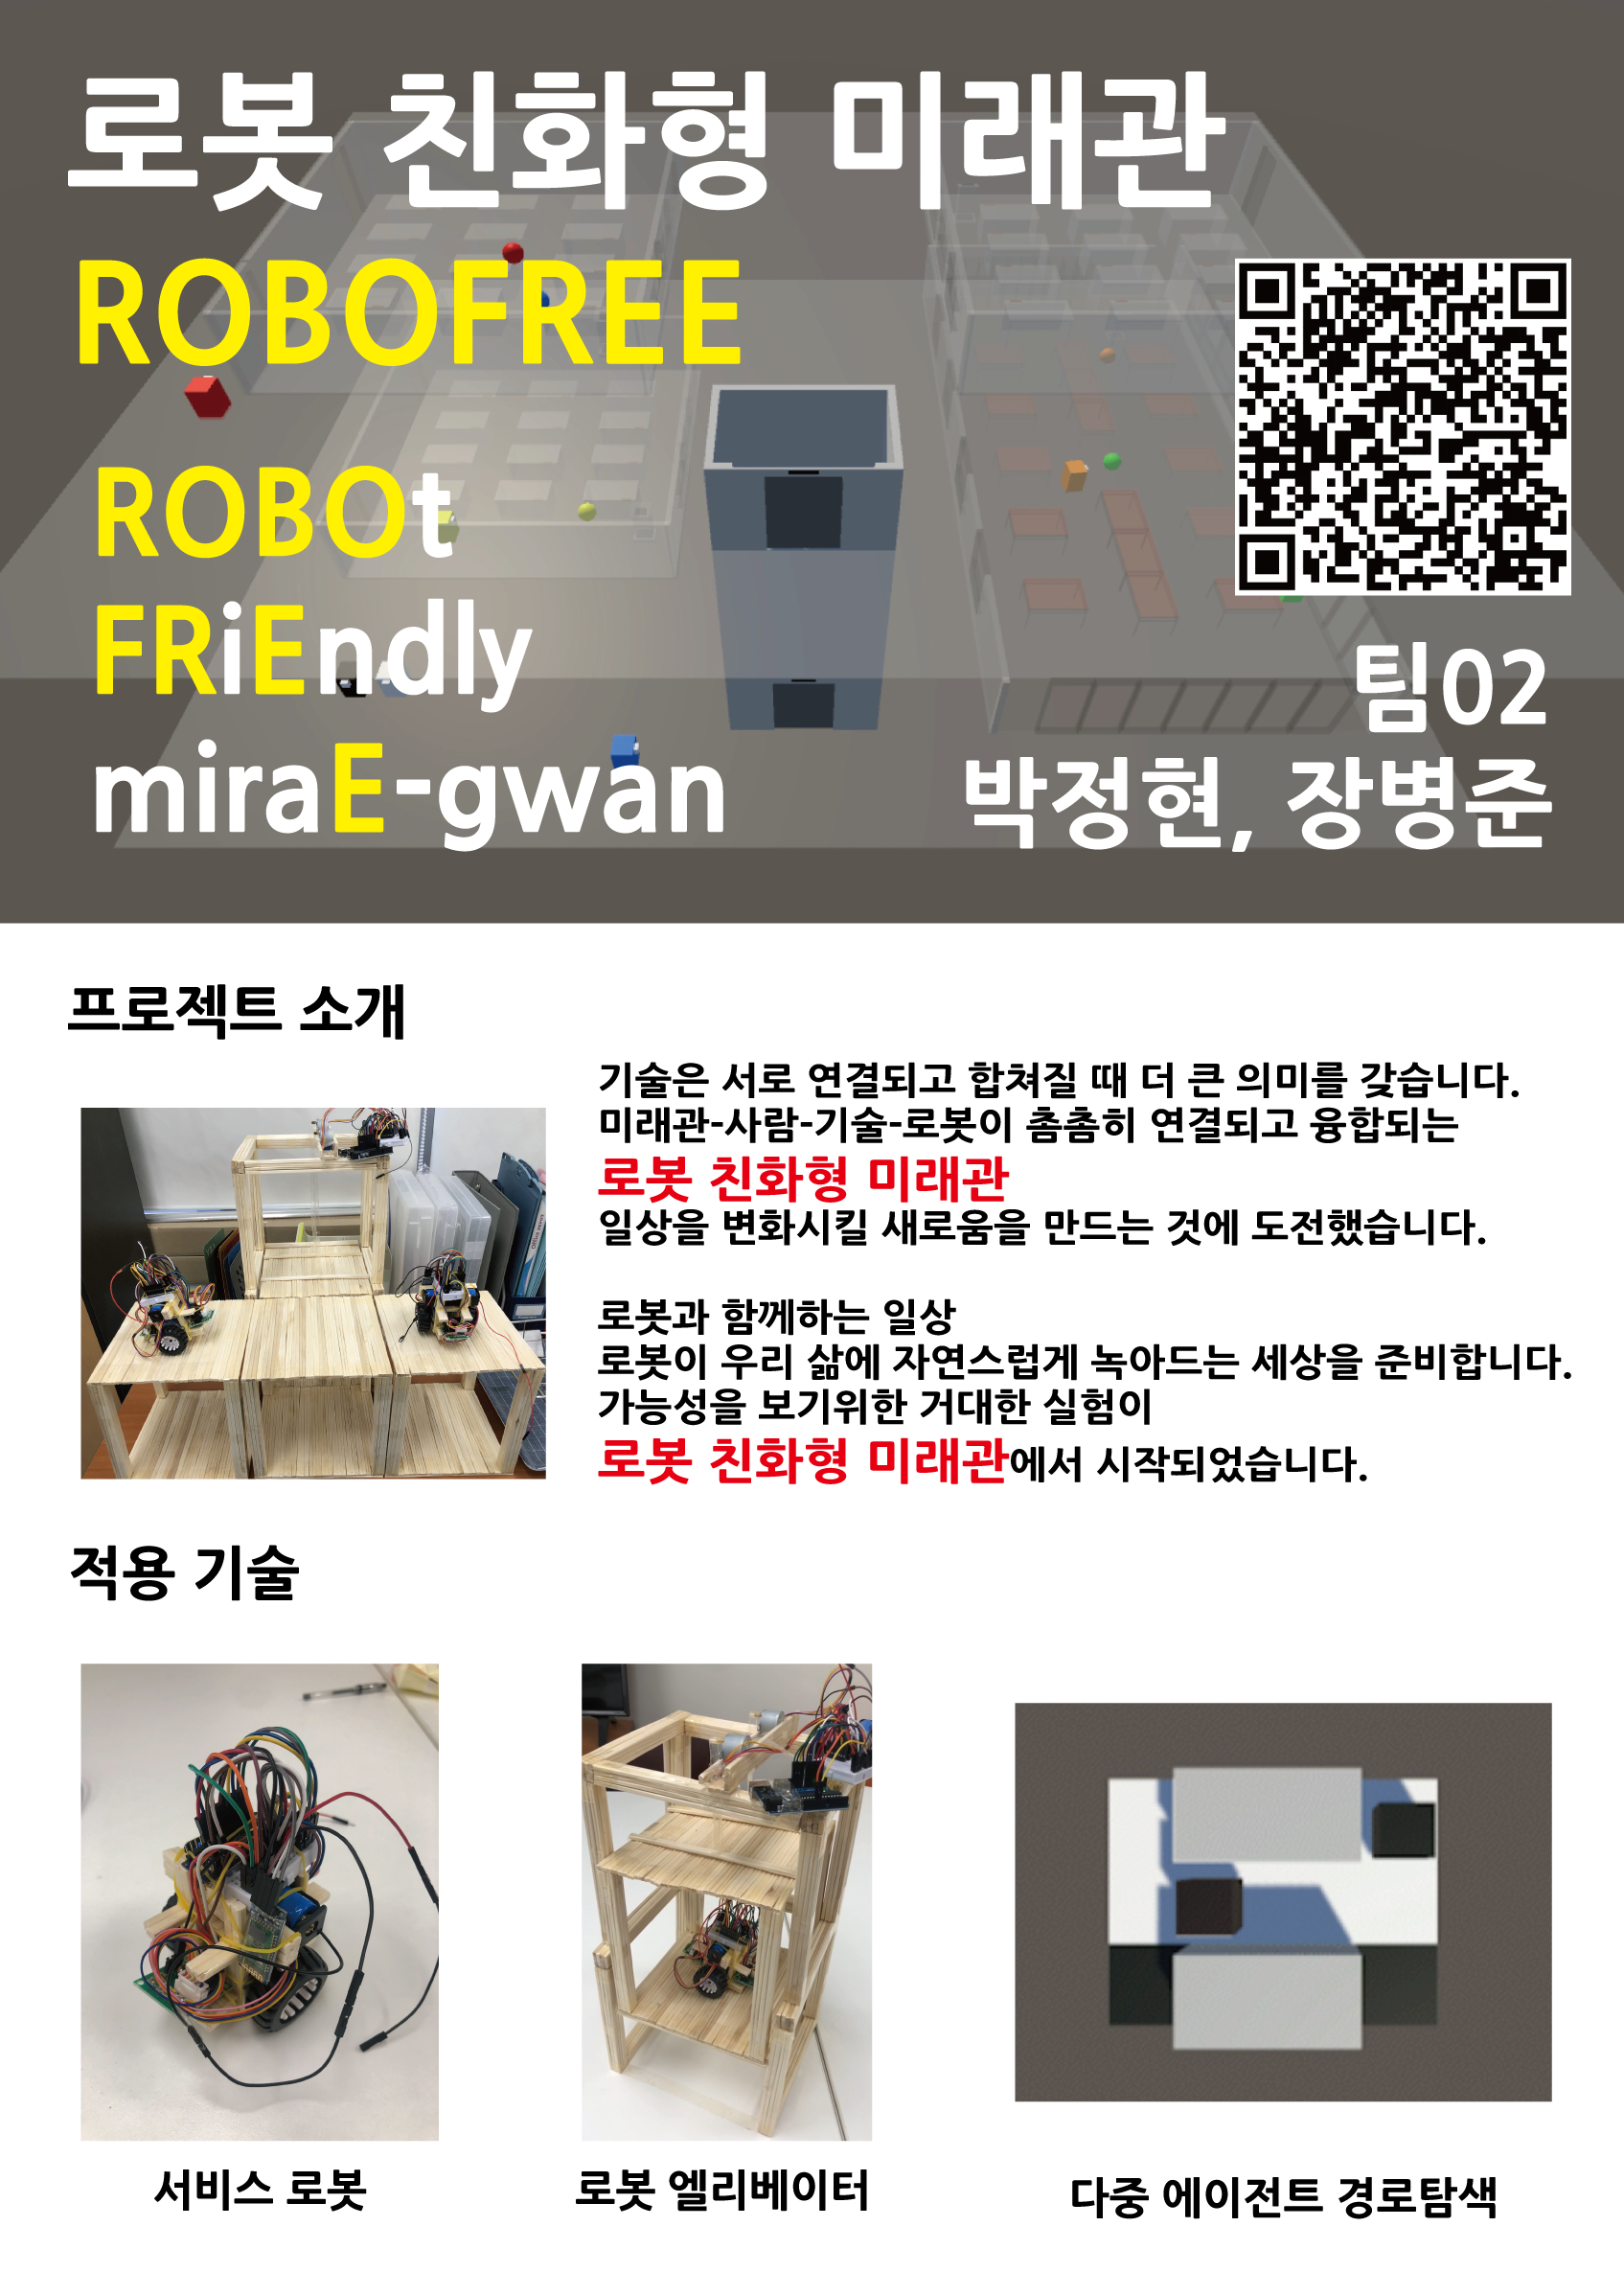 로봇 친화형 미래관
ROBOFREE
ROBOt
FRiEndly
miraE-gwan
팀02
박정현, 장병준
프로젝트 소개
기술은 서로 연결되고 합쳐질 때 더 큰 의미를 갖습니다.
미래관-사람-기술-로봇이 촘촘히 연결되고 융합되는
로봇 친화형 미래관
일상을 변화시킬 새로움을 만드는 것에 도전했습니다.
로봇과 함께하는 일상
로봇이 우리 삶에 자연스럽게 녹아드는 세상을 준비합니다.
가능성을 보기위한 거대한 실험이
로봇 친화형 미래관에서 시작되었습니다.
적용 기술
서비스 로봇
로봇 엘리베이터
다중 에이전트 경로탐색